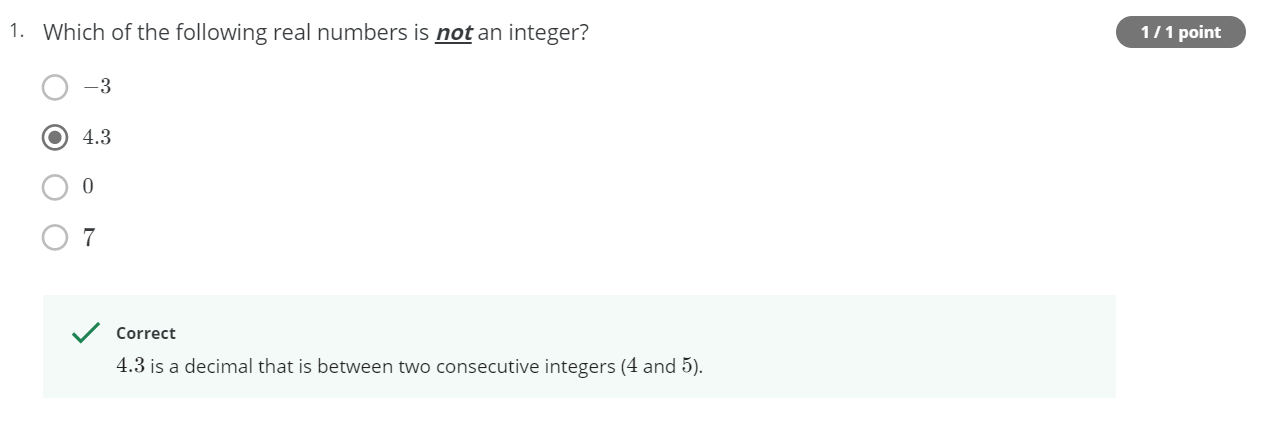 1. Which of the following real numbers is not an integer?
1 / 1 point
−3
4.3
0
7
Correct
4.3 is a decimal that is between two consecutive integers (4 and 5).